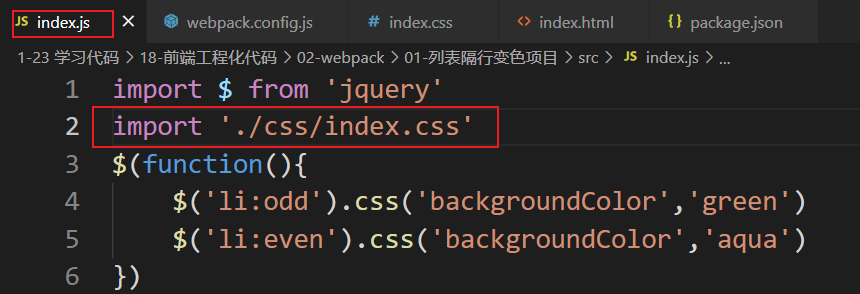 JS index.js × webpack.config.js # index.css <> index.html {} package.json
1-23 学习代码 > 18-前端工程化代码 > 02-webpack > 01-列表隔行变色项目 > src > JS index.js > ...
1 import $ from 'jquery'
2 import './css/index.css'
3 $(function(){
4 $('li:odd').css('backgroundColor','green')
5 $('li:even').css('backgroundColor','aqua')
6 })